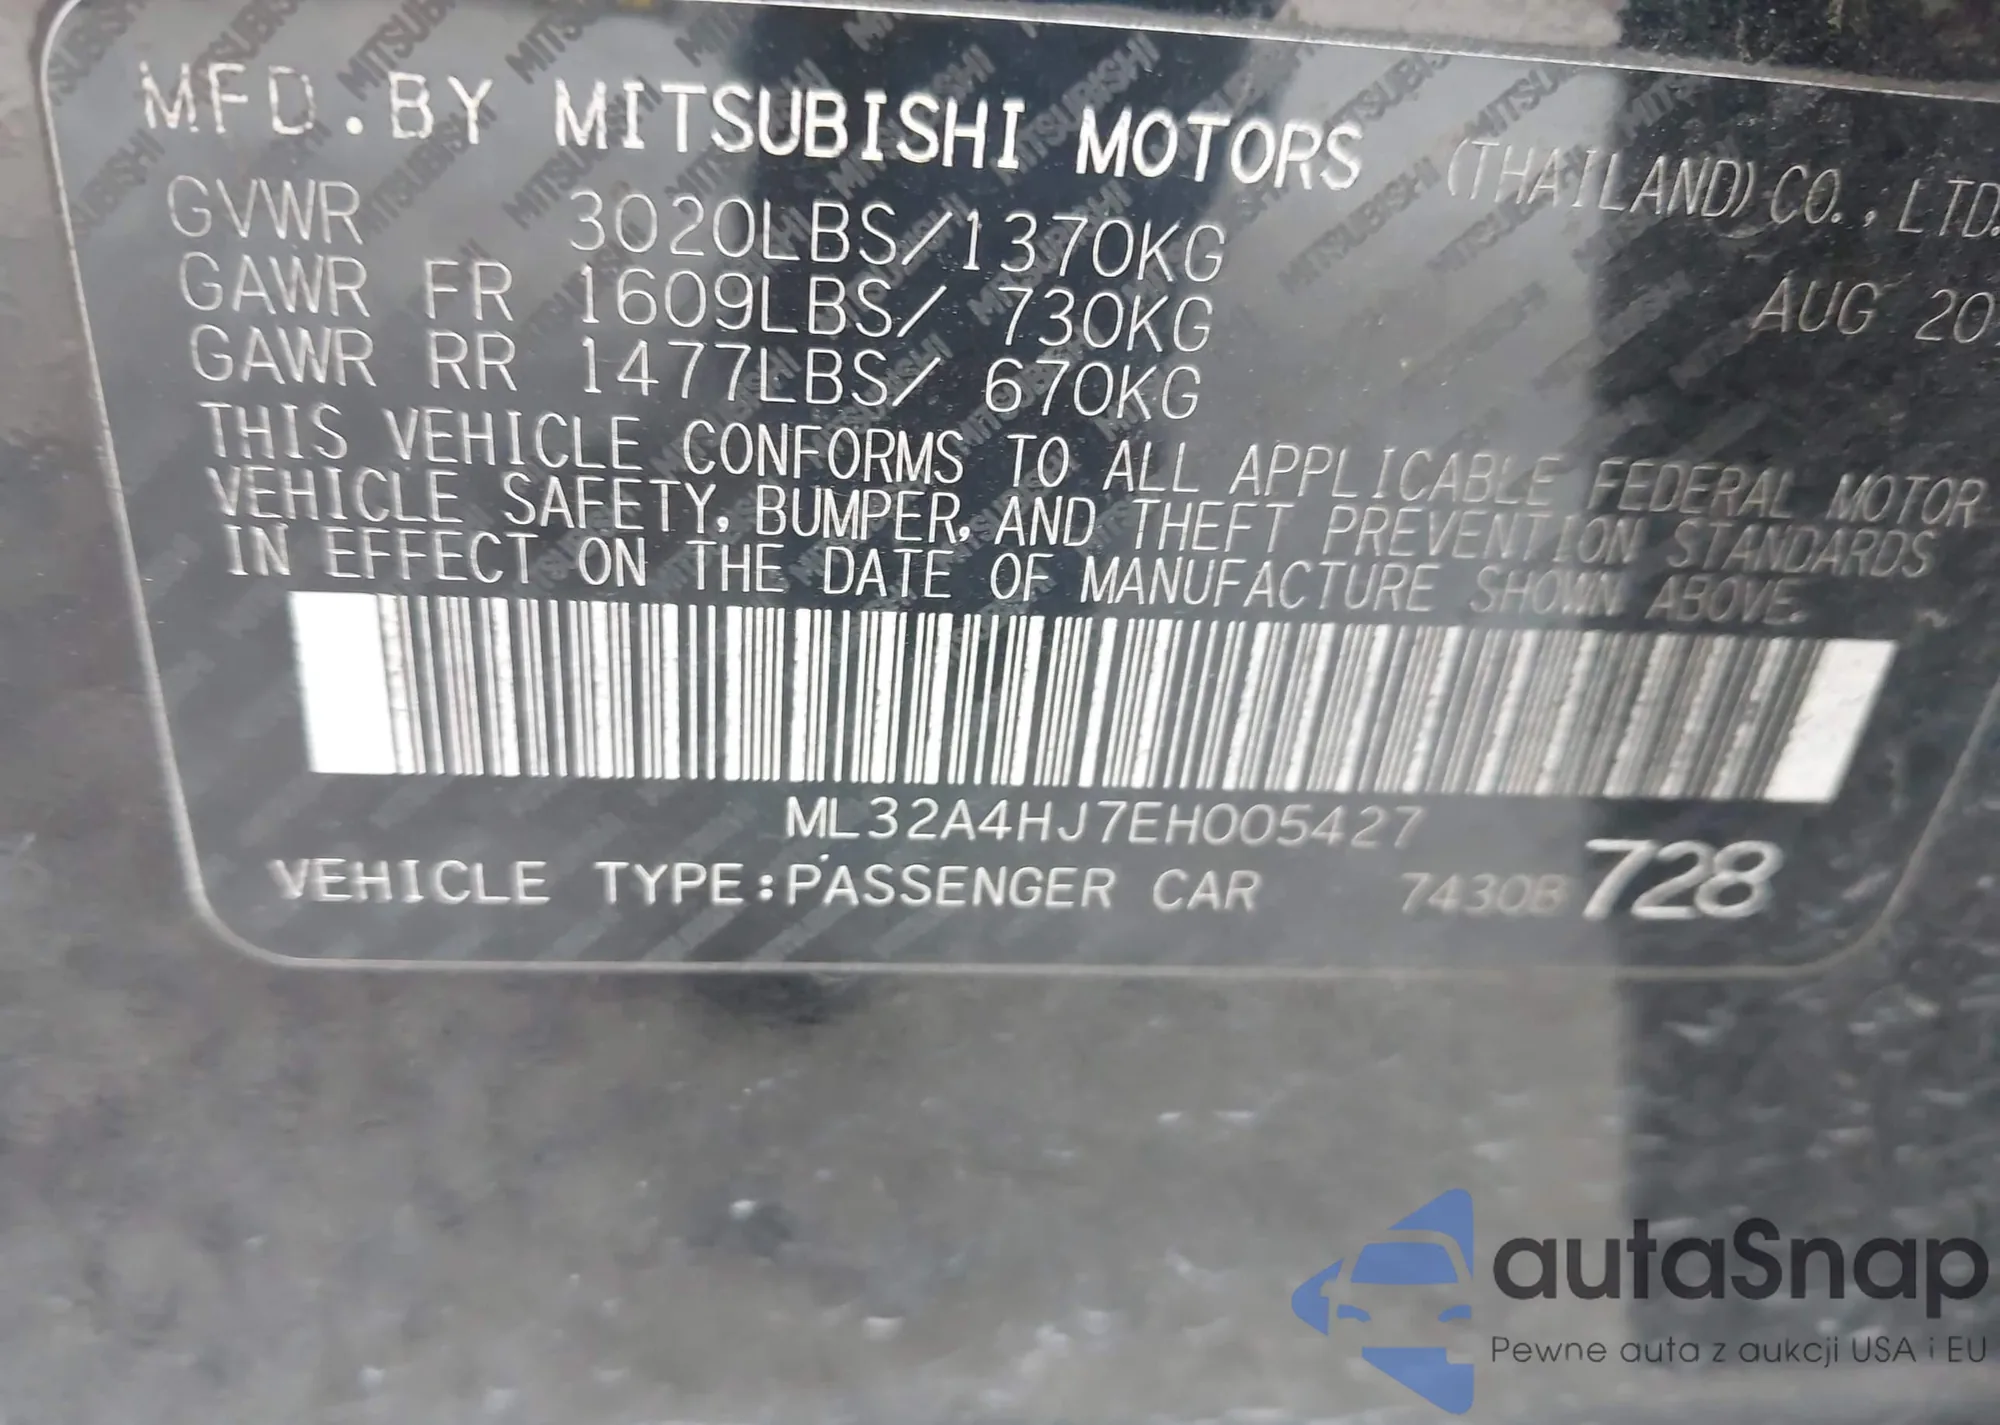 MFD.BY MITSUBISHI MOTORS (THAILAND) CO., LTD.
GVWR 3020LBS/1370KG
AUG 20
GAWR FR 1609LBS/ 730KG
GAWR RR 1477LBS/ 670KG
THIS VEHICLE CONFORMS TO ALL APPLICABLE FEDERAL MOTOR
VEHICLE SAFETY, BUMPER, AND THEFT PREVENTION STANDARDS
IN EFFECT ON THE DATE OF MANUFACTURE SHOWN ABOVE.
ML32A4HJ7EH005427
VEHICLE TYPE:PASSENGER CAR 7430B 728
autaSnap
Pewne auta z aukcji USA i EU